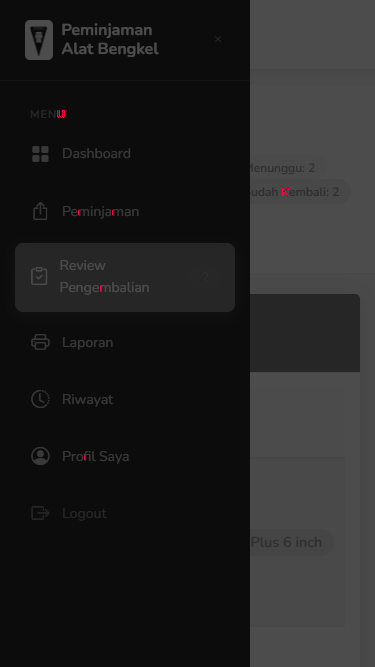 Peminjaman
Alat Bengkel
×
MENU
Dashboard
Peminjaman
Review
Pengembalian
Laporan
Riwayat
Profil Saya
Logout
Menunggu: 2
Sudah Kembali: 2
Plus 6 inch